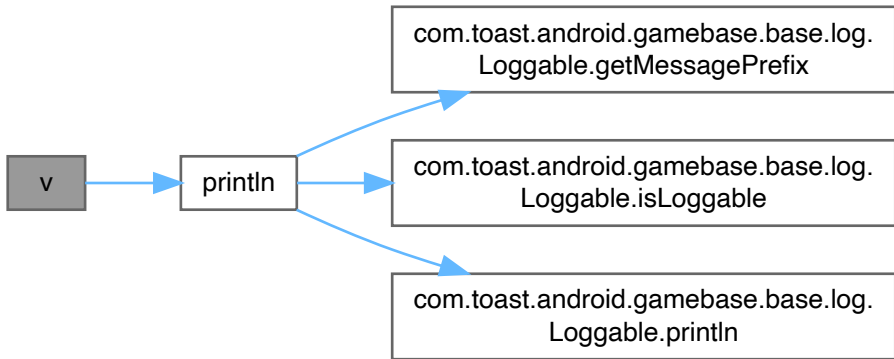 v
println
com.toast.android.gamebase.base.log.
Loggable.getMessagePrefix
com.toast.android.gamebase.base.log.
Loggable.isLoggable
com.toast.android.gamebase.base.log.
Loggable.println